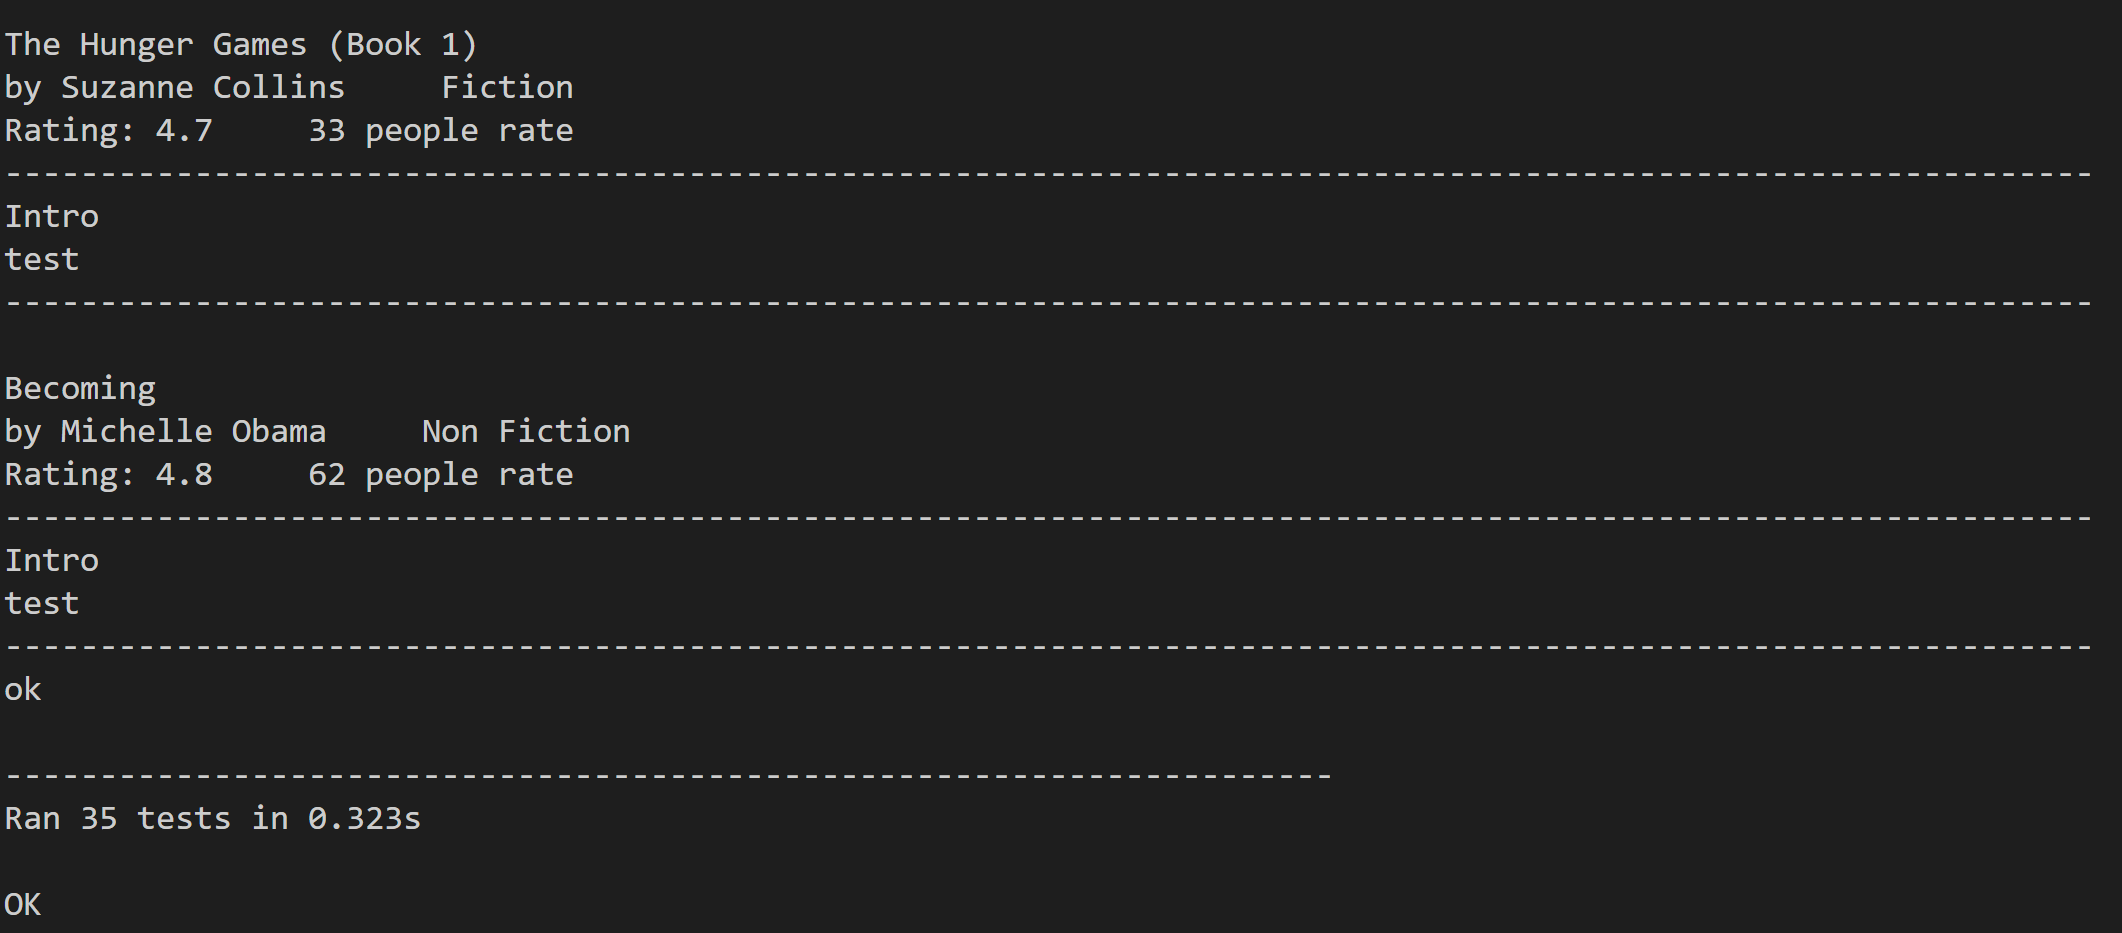 The Hunger Games (Book 1)
by Suzanne Collins     Fiction
Rating: 4.7     33 people rate
--------------------------------------------------------------------------------------------------------------
Intro
test
--------------------------------------------------------------------------------------------------------------

Becoming
by Michelle Obama     Non Fiction
Rating: 4.8     62 people rate
--------------------------------------------------------------------------------------------------------------
Intro
test
--------------------------------------------------------------------------------------------------------------
ok

----------------------------------------------------------------------
Ran 35 tests in 0.323s

OK